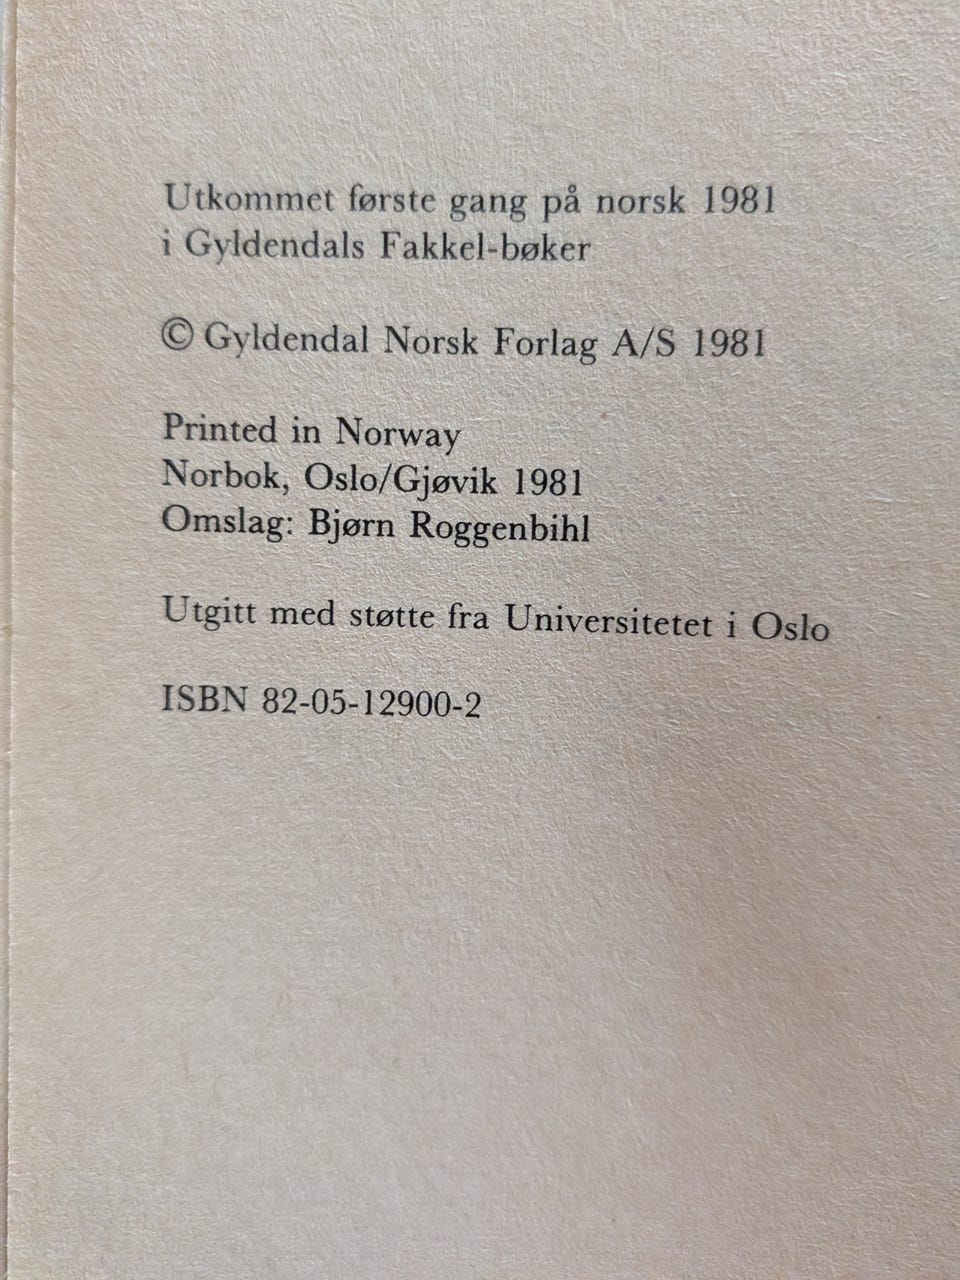 Utkommet første gang på norsk 1981
i Gyldendals Fakkel-bøker
© Gyldendal Norsk Forlag A/S 1981
Printed in Norway
Norbok, Oslo/Gjøvik 1981
Omslag: Bjørn Roggenbihl
Utgitt med støtte fra Universitetet i Oslo
ISBN 82-05-12900-2